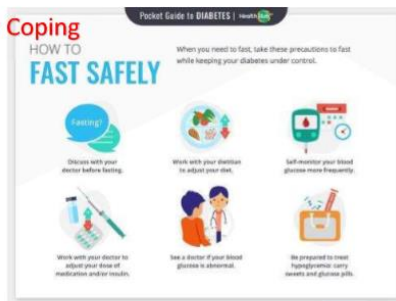 Pocket Guide to DIABETES | Health Hub
Coping
HOW TO
FAST SAFELY
When you need to fast, take these precautions to fast
while keeping your diabetes under control.
Fasting?
Discuss with your
doctor before fasting.
Work with your dietitian
to adjust your diet.
Self-monitor your blood
glucose more frequently.
Work with your doctor to
adjust your dose of
medication and/or insulin.
See a doctor if your blood
glucose is abnormal.
Be prepared to treat
hypoglycemia: carry
sweets and glucose pills.